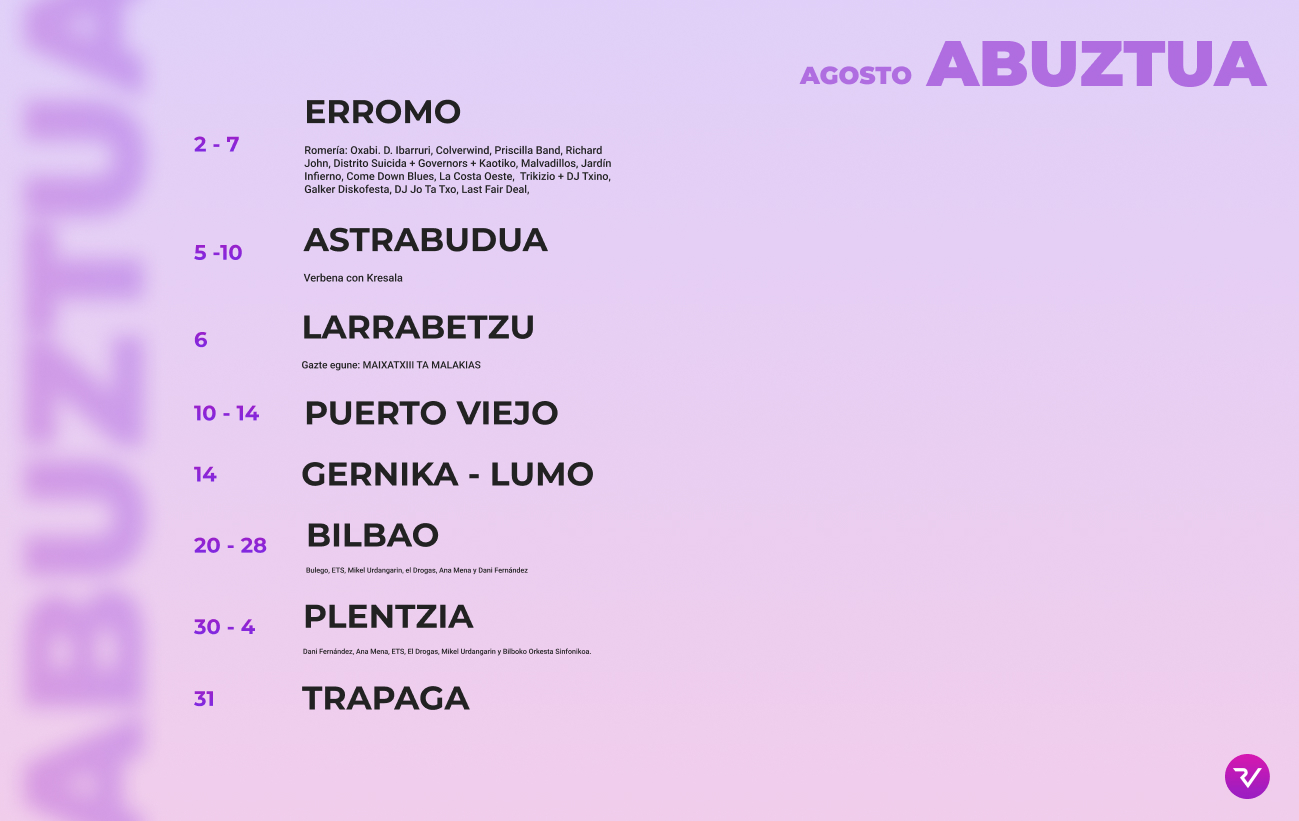 AGOSTO ABUZTUA
ABUZTUA
2 - 7
ERROMO
Romería: Oxabi. D. Ibarruri, Colverwind, Priscilla Band, Richard
John, Distrito Suicida + Governors + Kaotiko, Malvadillos, Jardín
Infierno, Come Down Blues, La Costa Oeste,  Trikizio + DJ Txino,
Galker Diskofesta, DJ Jo Ta Txo, Last Fair Deal,
5 -10
ASTRABUDUA
Verbena con Kresala
6
LARRABETZU
Gazte egune: MAIXATXIII TA MALAKIAS
10 - 14
PUERTO VIEJO
14
GERNIKA - LUMO
20 - 28
BILBAO
Bulego, ETS, Mikel Urdangarin, el Drogas, Ana Mena y Dani Fernández
30 - 4
PLENTZIA
Dani Fernández, Ana Mena, ETS, El Drogas, Mikel Urdangarin y Bilboko Orkesta Sinfonikoa.
31
TRAPAGA
RV